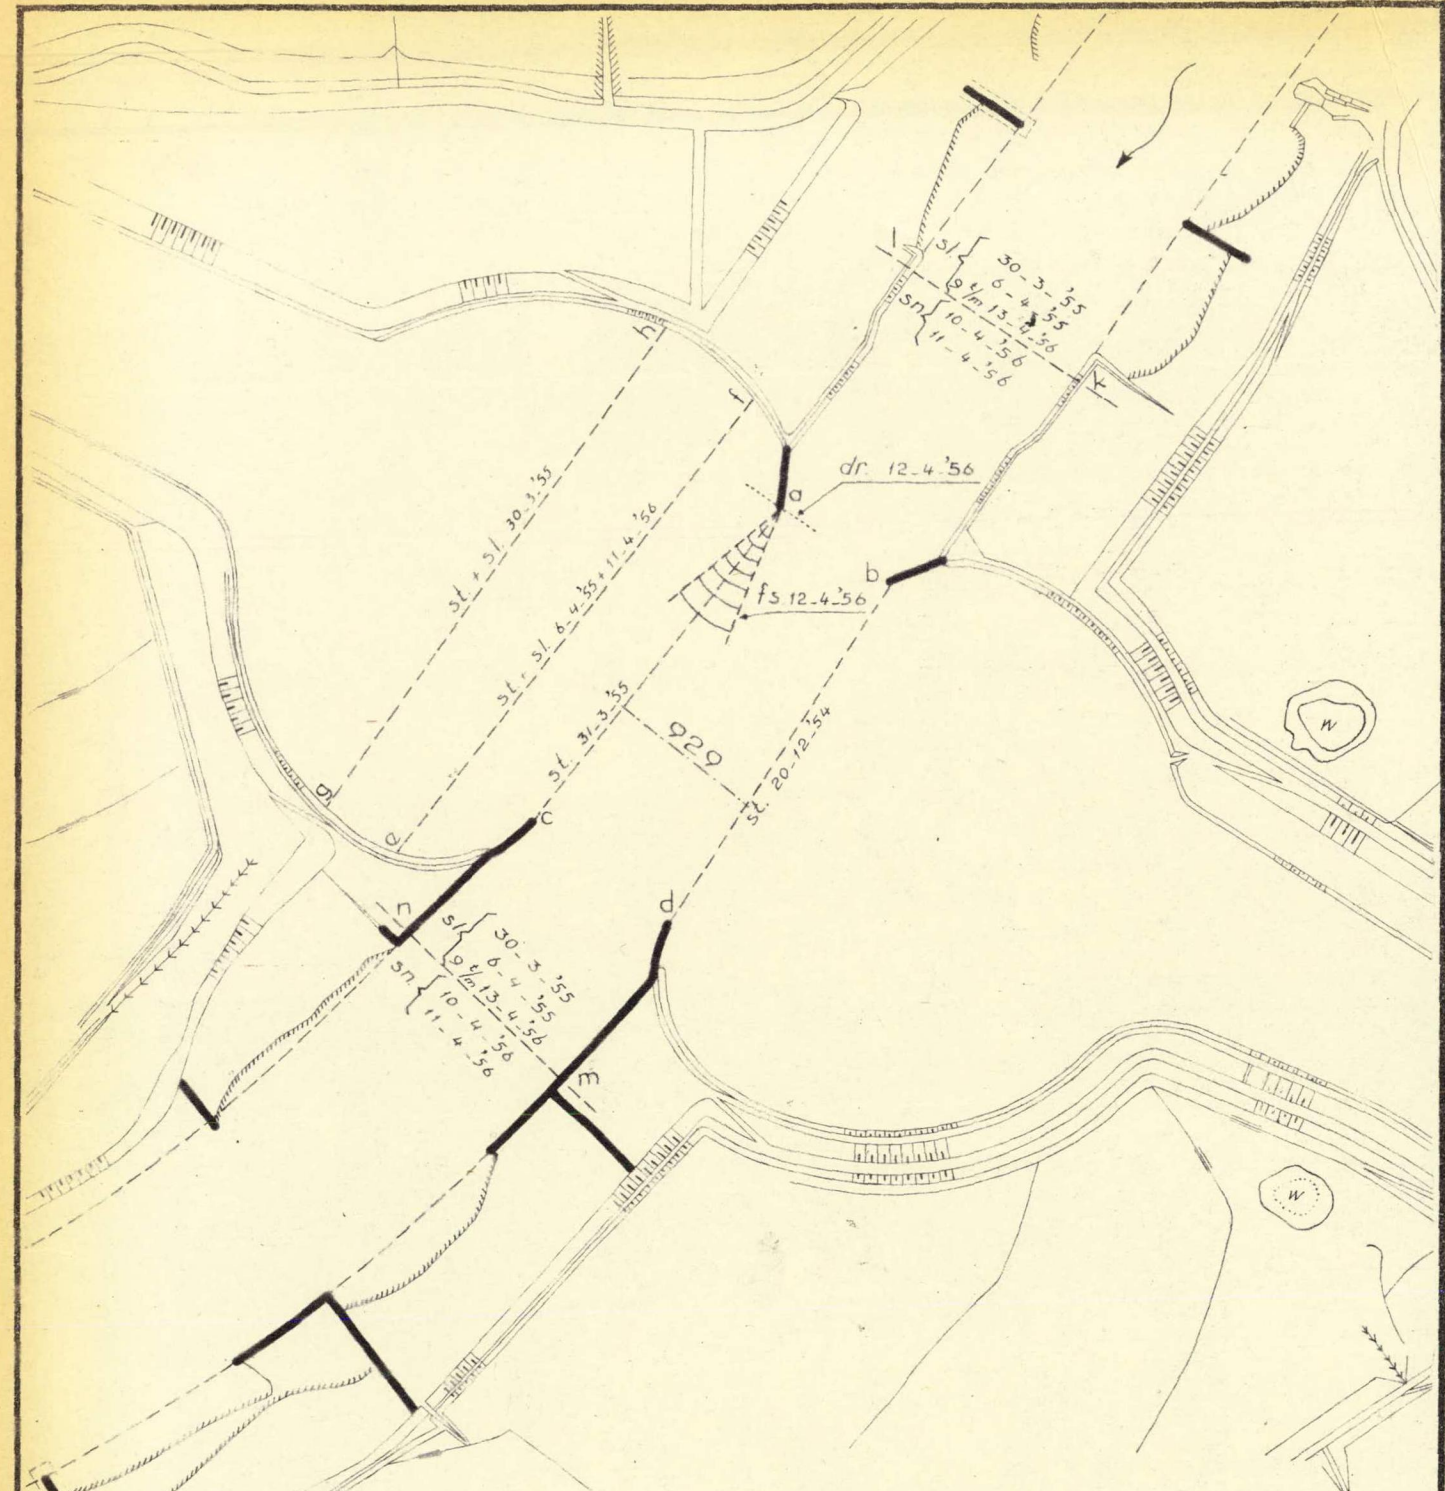 l
sl. { 30-3-'55
6-4-'55
9 t/m 13-4-'56
sn. { 10-4-'56
11-4-'56
k
h
f
a
dr. 12-4-'56
b
fs 12-4-'56
st. + sl. 30-3-'55
st. + sl. 6-4-'55 + 11-4-'56
st. 31-3-'55
929
st. 20-12-'54
W
g
e
c
d
n
sl. { 30-3-'55
6-4-'55
9 t/m 13-4-'56
sn. { 10-4-'56
11-4-'56
m
W